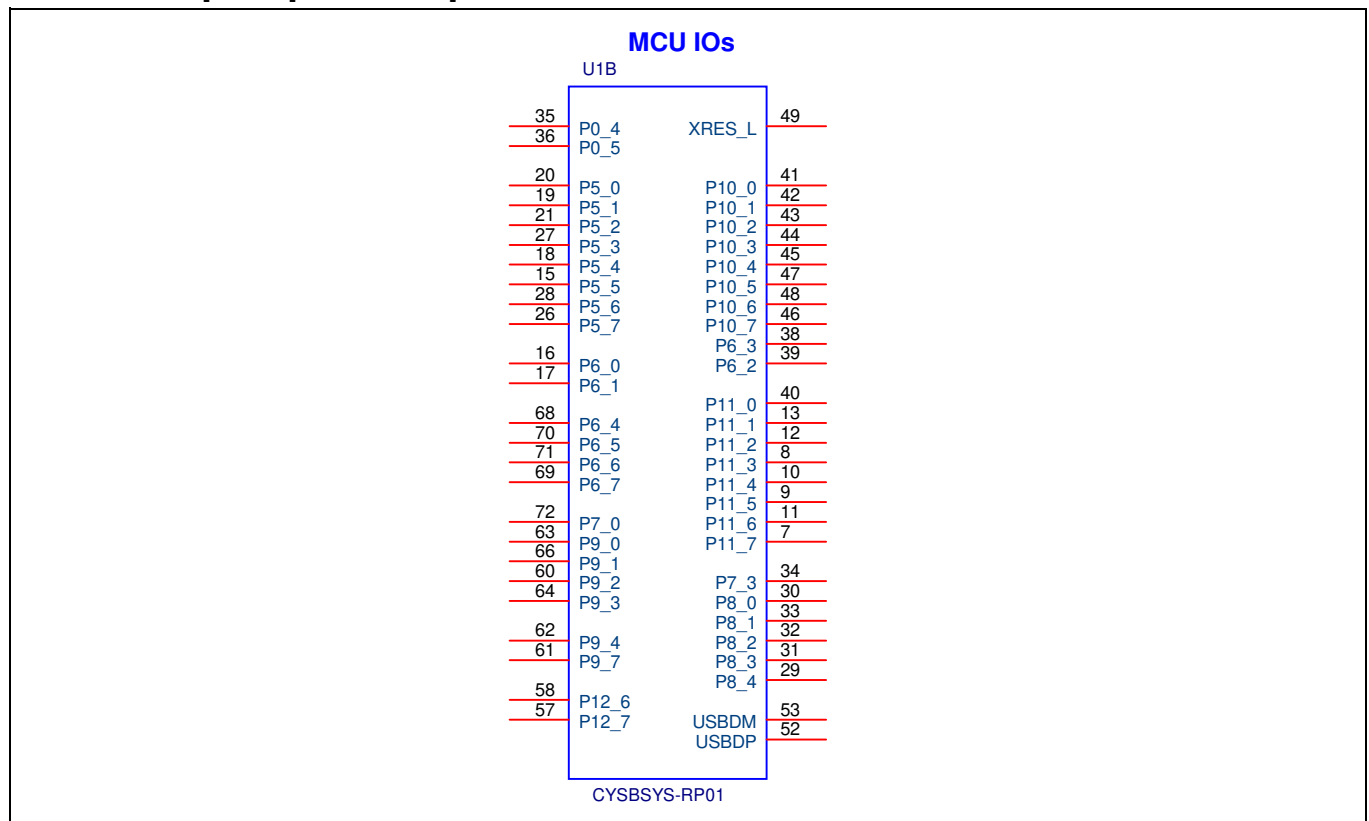 MCU IOs
U1B
35 P0_4 XRES_L 49
36 P0_5
20 P5_0 P10_0 41
19 P5_1 P10_1 42
21 P5_2 P10_2 43
27 P5_3 P10_3 44
18 P5_4 P10_4 45
15 P5_5 P10_5 47
28 P5_6 P10_6 48
26 P5_7 P10_7 46
P6_3 38
16 P6_0 P6_2 39
17 P6_1
P11_0 40
68 P6_4 P11_1 13
70 P6_5 P11_2 12
71 P6_6 P11_3 8
69 P6_7 P11_4 10
P11_5 9
72 P7_0 P11_6 11
63 P9_0 P11_7 7
66 P9_1
60 P9_2 P7_3 34
64 P9_3 P8_0 30
P8_1 33
62 P9_4 P8_2 32
61 P9_7 P8_3 31
P8_4 29
58 P12_6
57 P12_7 USBDM 53
USBDP 52
CYSBSYS-RP01